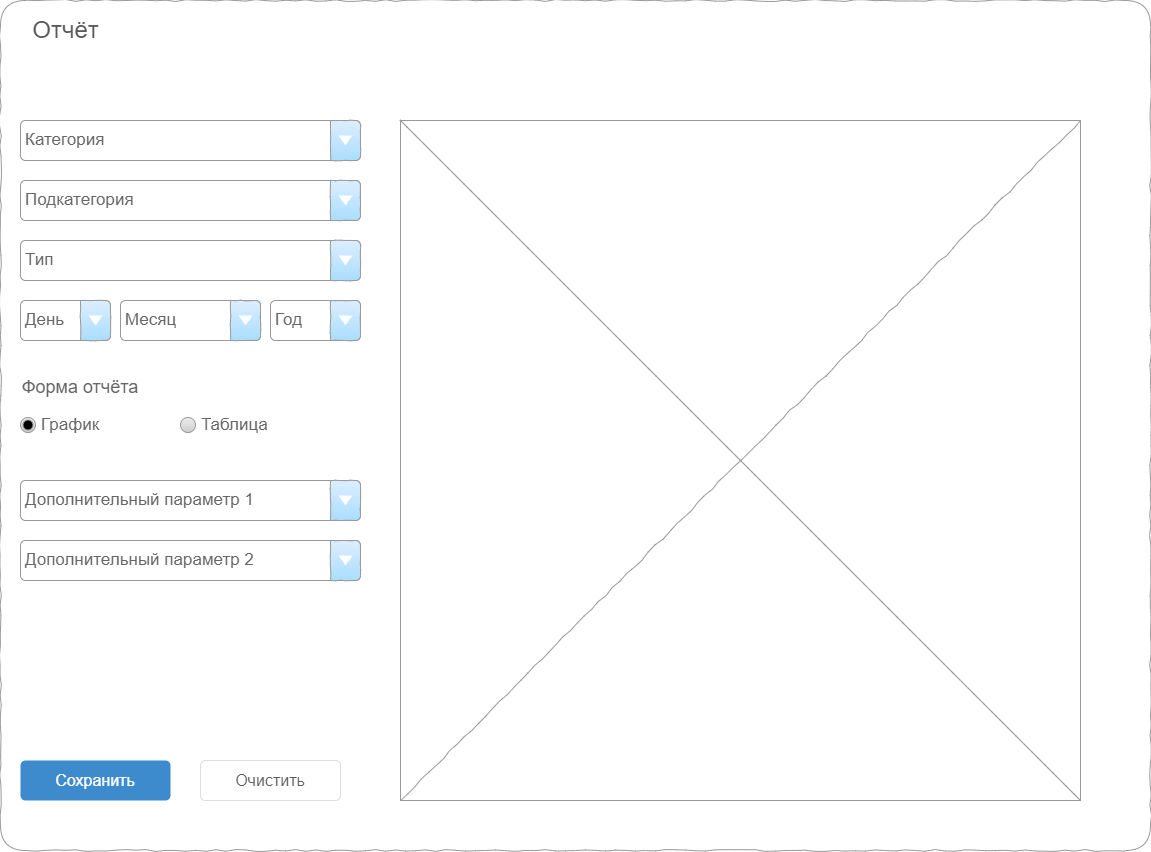 Отчёт
Категория
Подкатегория
Тип
День Месяц Год
Форма отчёта
График Таблица
Дополнительный параметр 1
Дополнительный параметр 2
Сохранить Очистить